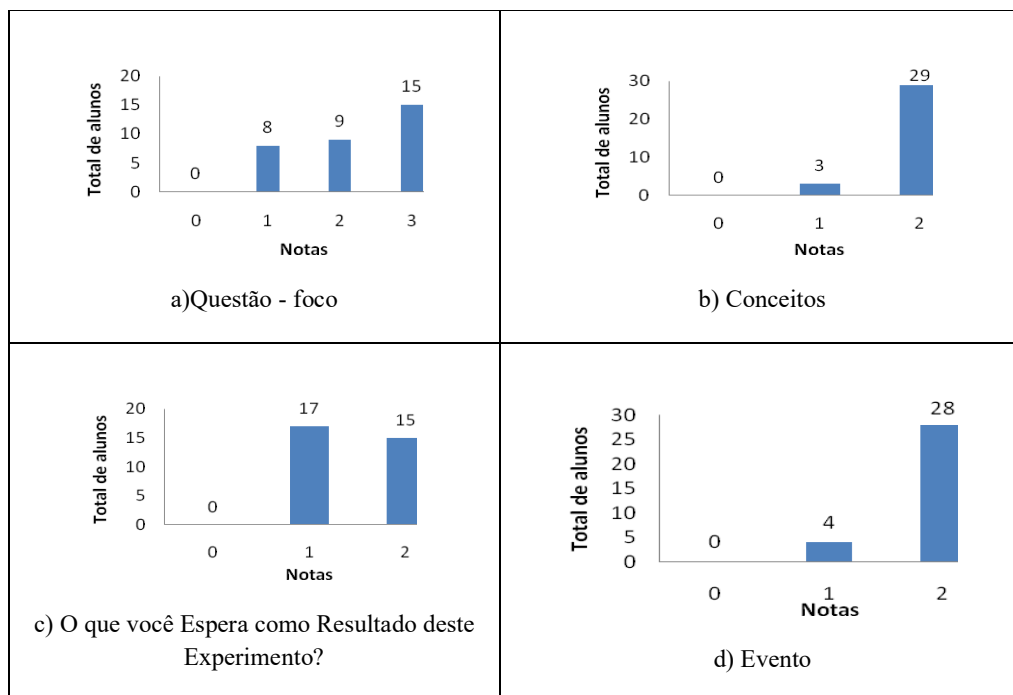 Total de alunos
20
15
10
5
0
0
8
9
15
0 1 2 3
Notas
a)Questão - foco
Total de alunos
30
20
10
0
0
3
29
0 1 2
Notas
b) Conceitos
Total de alunos
20
15
10
5
0
0
17
15
0 1 2
Notas
c) O que você Espera como Resultado deste
Experimento?
Total de alunos
30
25
20
15
10
5
0
0
4
28
0 1 2
Notas
d) Evento